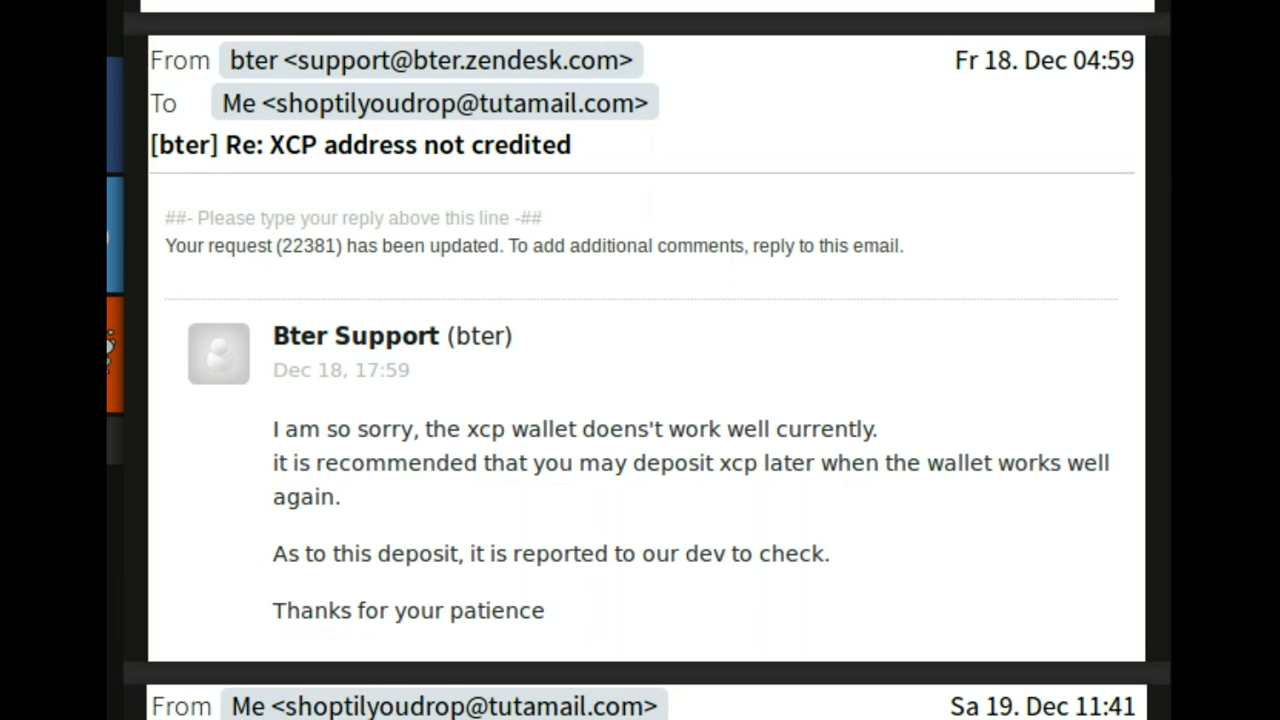 From bter <support@bter.zendesk.com> Fr 18. Dec 04:59
To Me <shoptilyoudrop@tutamail.com>
[bter] Re: XCP address not credited
##- Please type your reply above this line -##
Your request (22381) has been updated. To add additional comments, reply to this email.
Bter Support (bter)
Dec 18, 17:59
I am so sorry, the xcp wallet doens't work well currently.
it is recommended that you may deposit xcp later when the wallet works well
again.
As to this deposit, it is reported to our dev to check.
Thanks for your patience
From Me <shoptilyoudrop@tutamail.com> Sa 19. Dec 11:41